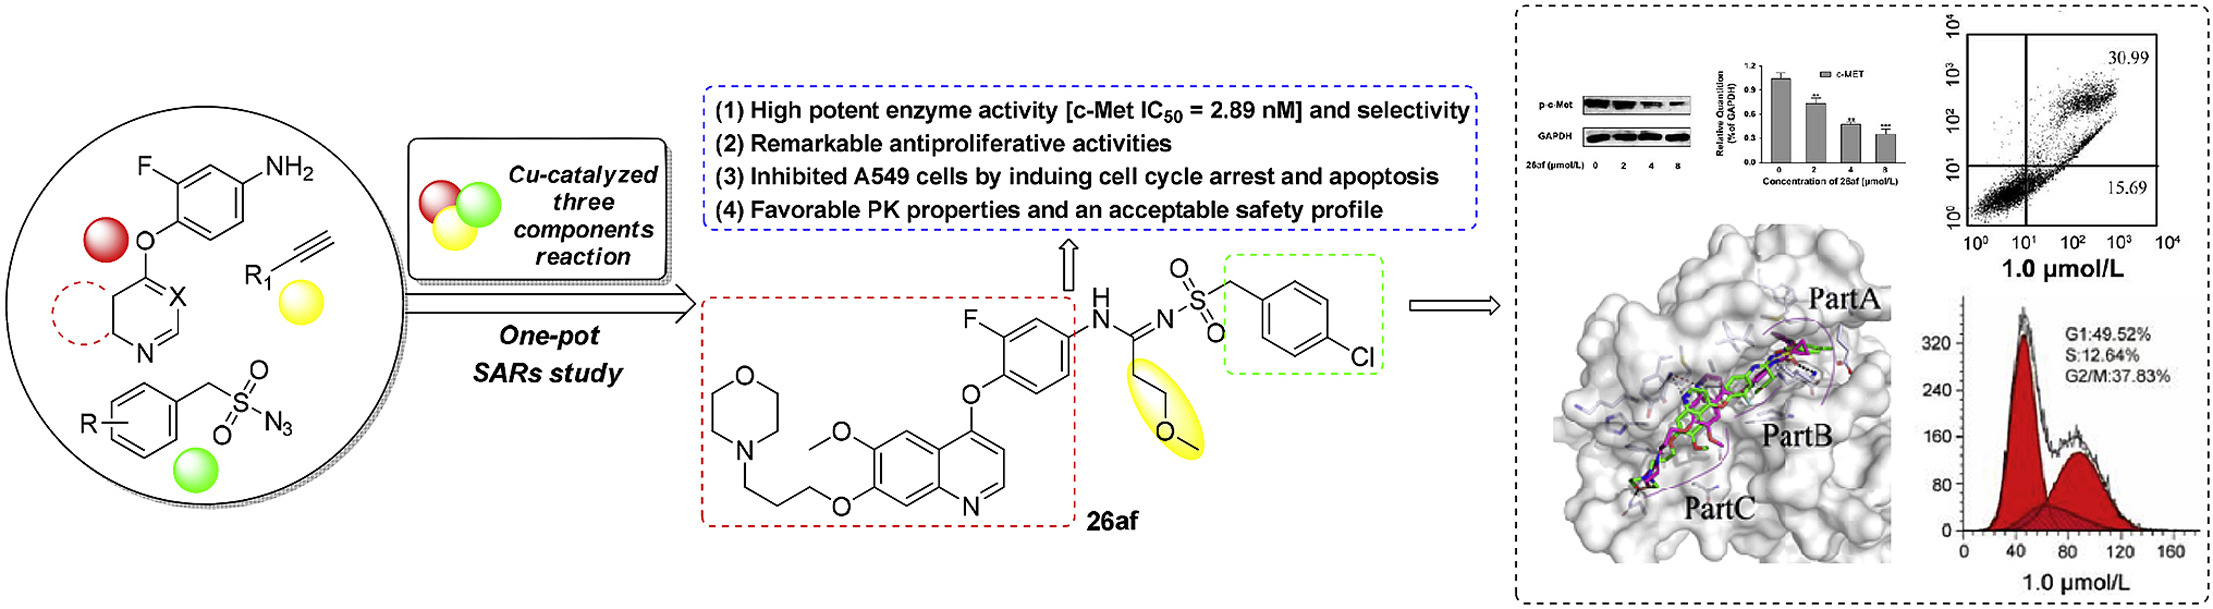 F
NH2
O
R1
X
N
R
O
S
O
N3
Cu-catalyzed
three
components
reaction
One-pot
SARs study
(1) High potent enzyme activity [c-Met IC50 = 2.89 nM] and selectivity
(2) Remarkable antiproliferative activities
(3) Inhibited A549 cells by induing cell cycle arrest and apoptosis
(4) Favorable PK properties and an acceptable safety profile
F
H
N
N
O
S
O
Cl
O
O
O
N
O
O
N
26af
p-c-Met
GAPDH
26af (μmol/L) 0 2 4 8
Relative Quantition
(% of GAPDH)
1.2
0.9
0.6
0.3
0.0
c-MET
**
**
***
0 2 4 8
Concentration of 26af (μmol/L)
PartA
PartB
PartC
10^4
10^3
10^2
10^1
10^0
30.99
15.69
10^0 10^1 10^2 10^3 10^4
1.0 μmol/L
320
240
160
80
0
G1:49.52%
S:12.64%
G2/M:37.83%
0 40 80 120 160
1.0 μmol/L